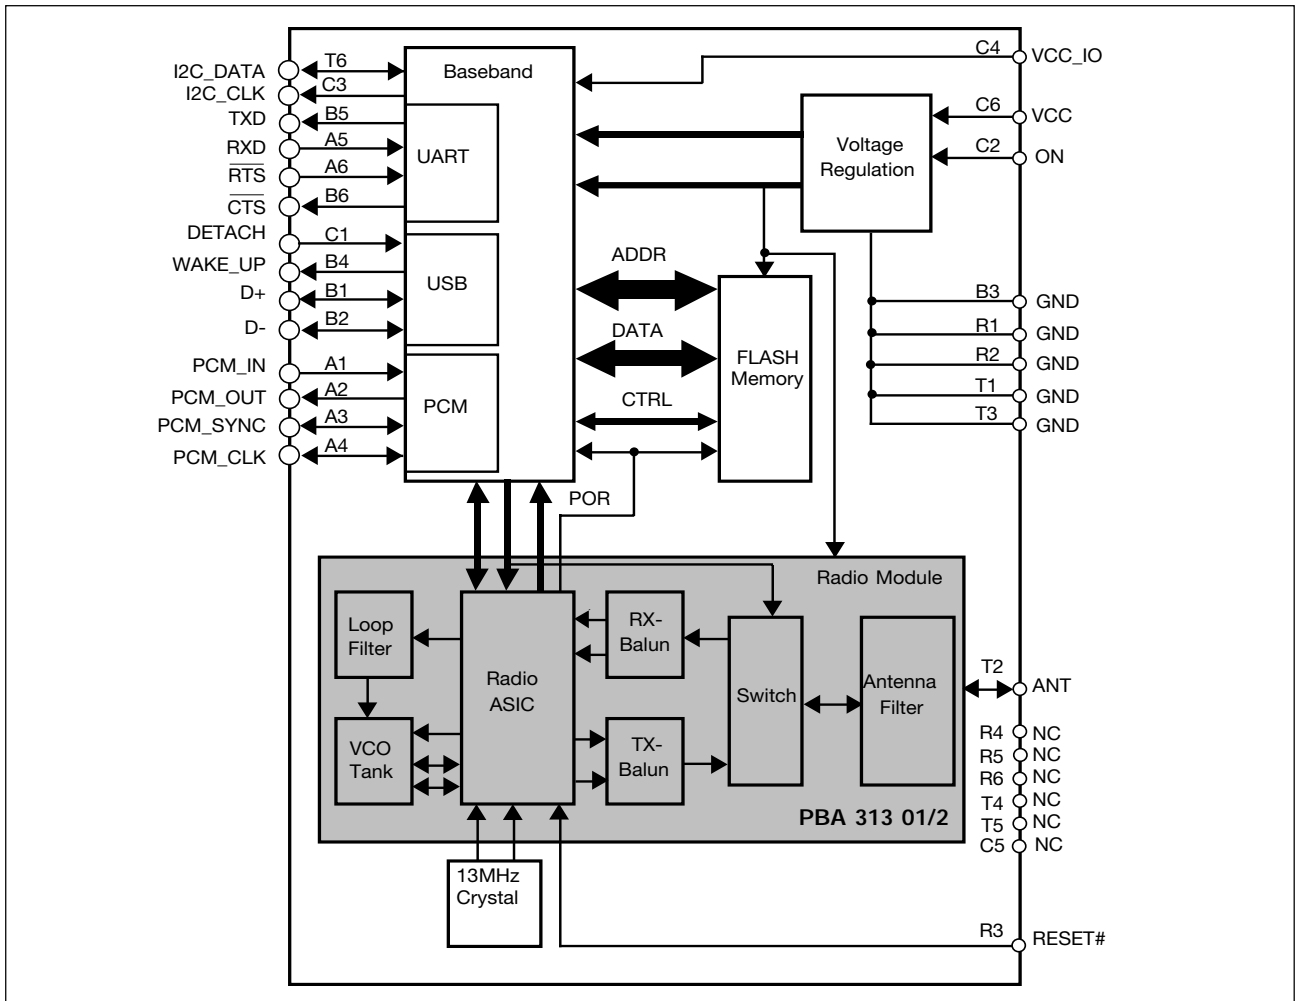 I2C_DATA T6
I2C_CLK C3
TXD B5
RXD A5
RTS A6
CTS B6
DETACH C1
WAKE_UP B4
D+ B1
D- B2
PCM_IN A1
PCM_OUT A2
PCM_SYNC A3
PCM_CLK A4
Baseband
UART
USB
PCM
C4 VCC_IO
C6 VCC
C2 ON
Voltage
Regulation
ADDR
DATA
CTRL
POR
FLASH
Memory
B3 GND
R1 GND
R2 GND
T1 GND
T3 GND
Radio Module
Loop
Filter
VCO
Tank
Radio
ASIC
RX-
Balun
TX-
Balun
Switch
Antenna
Filter
PBA 313 01/2
13MHz
Crystal
T2 ANT
R4 NC
R5 NC
R6 NC
T4 NC
T5 NC
C5 NC
R3 RESET#